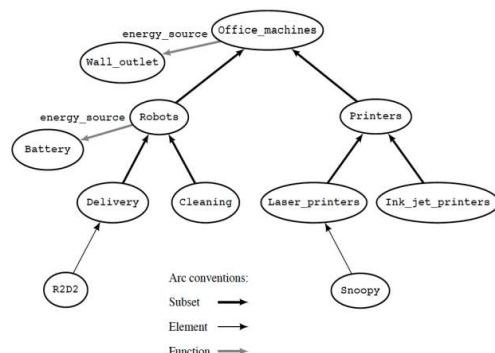 energy_source
Office_machines
Wall_outlet
energy_source
Robots
Printers
Battery
Delivery
Cleaning
Laser_printers
Ink_jet_printers
R2D2
Snoopy
Arc conventions:
Subset
Element
Function